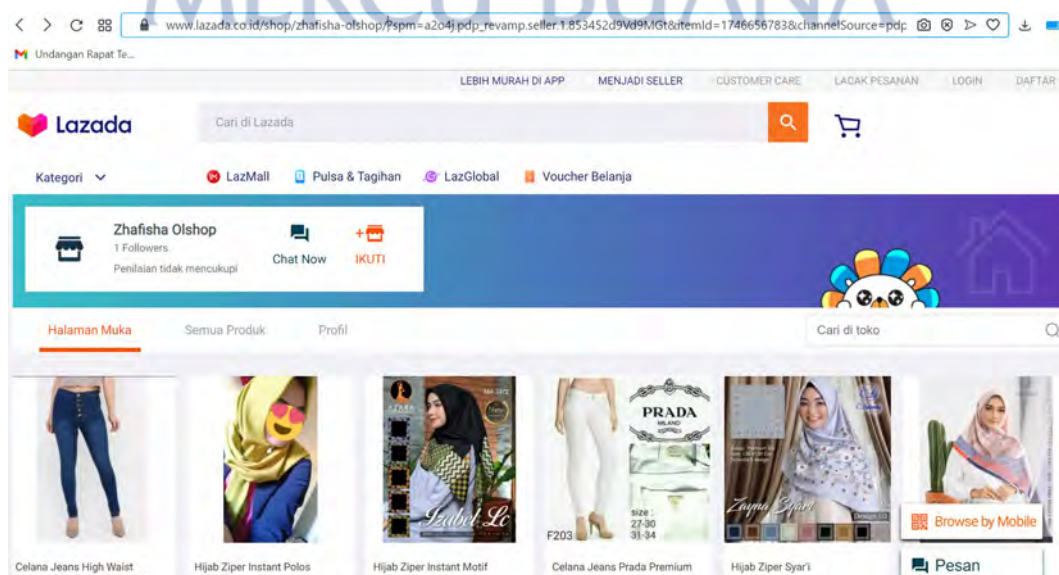 MERCU BUANA
www.lazada.co.id/shop/zhafisha-olshop/?spm=a2o4j.pdp_revamp.seller.1.853452d9Vd9MGt&itemId=1746656783&channelSource=pdp
Undangan Rapat Te...
LEBIH MURAH DI APP MENJADI SELLER CUSTOMER CARE LACAK PESANAN LOGIN DAFTAR
Lazada
Cari di Lazada
Kategori LazMall Pulsa & Tagihan LazGlobal Voucher Belanja
Zhafisha Olshop
1 Followers
Penilaian tidak mencukupi
Chat Now
IKUTI
Halaman Muka Semua Produk Profil Cari di toko
AZARA
New
Izabel Lc
PRADA
MILANO
size :
27-30
31-34
F203
Zayna Syar'i
Browse by Mobile
Pesan
Celana Jeans High Waist Hijab Ziper Instant Polos Hijab Ziper Instant Motif Celana Jeans Prada Premium Hijab Ziper Syar'i